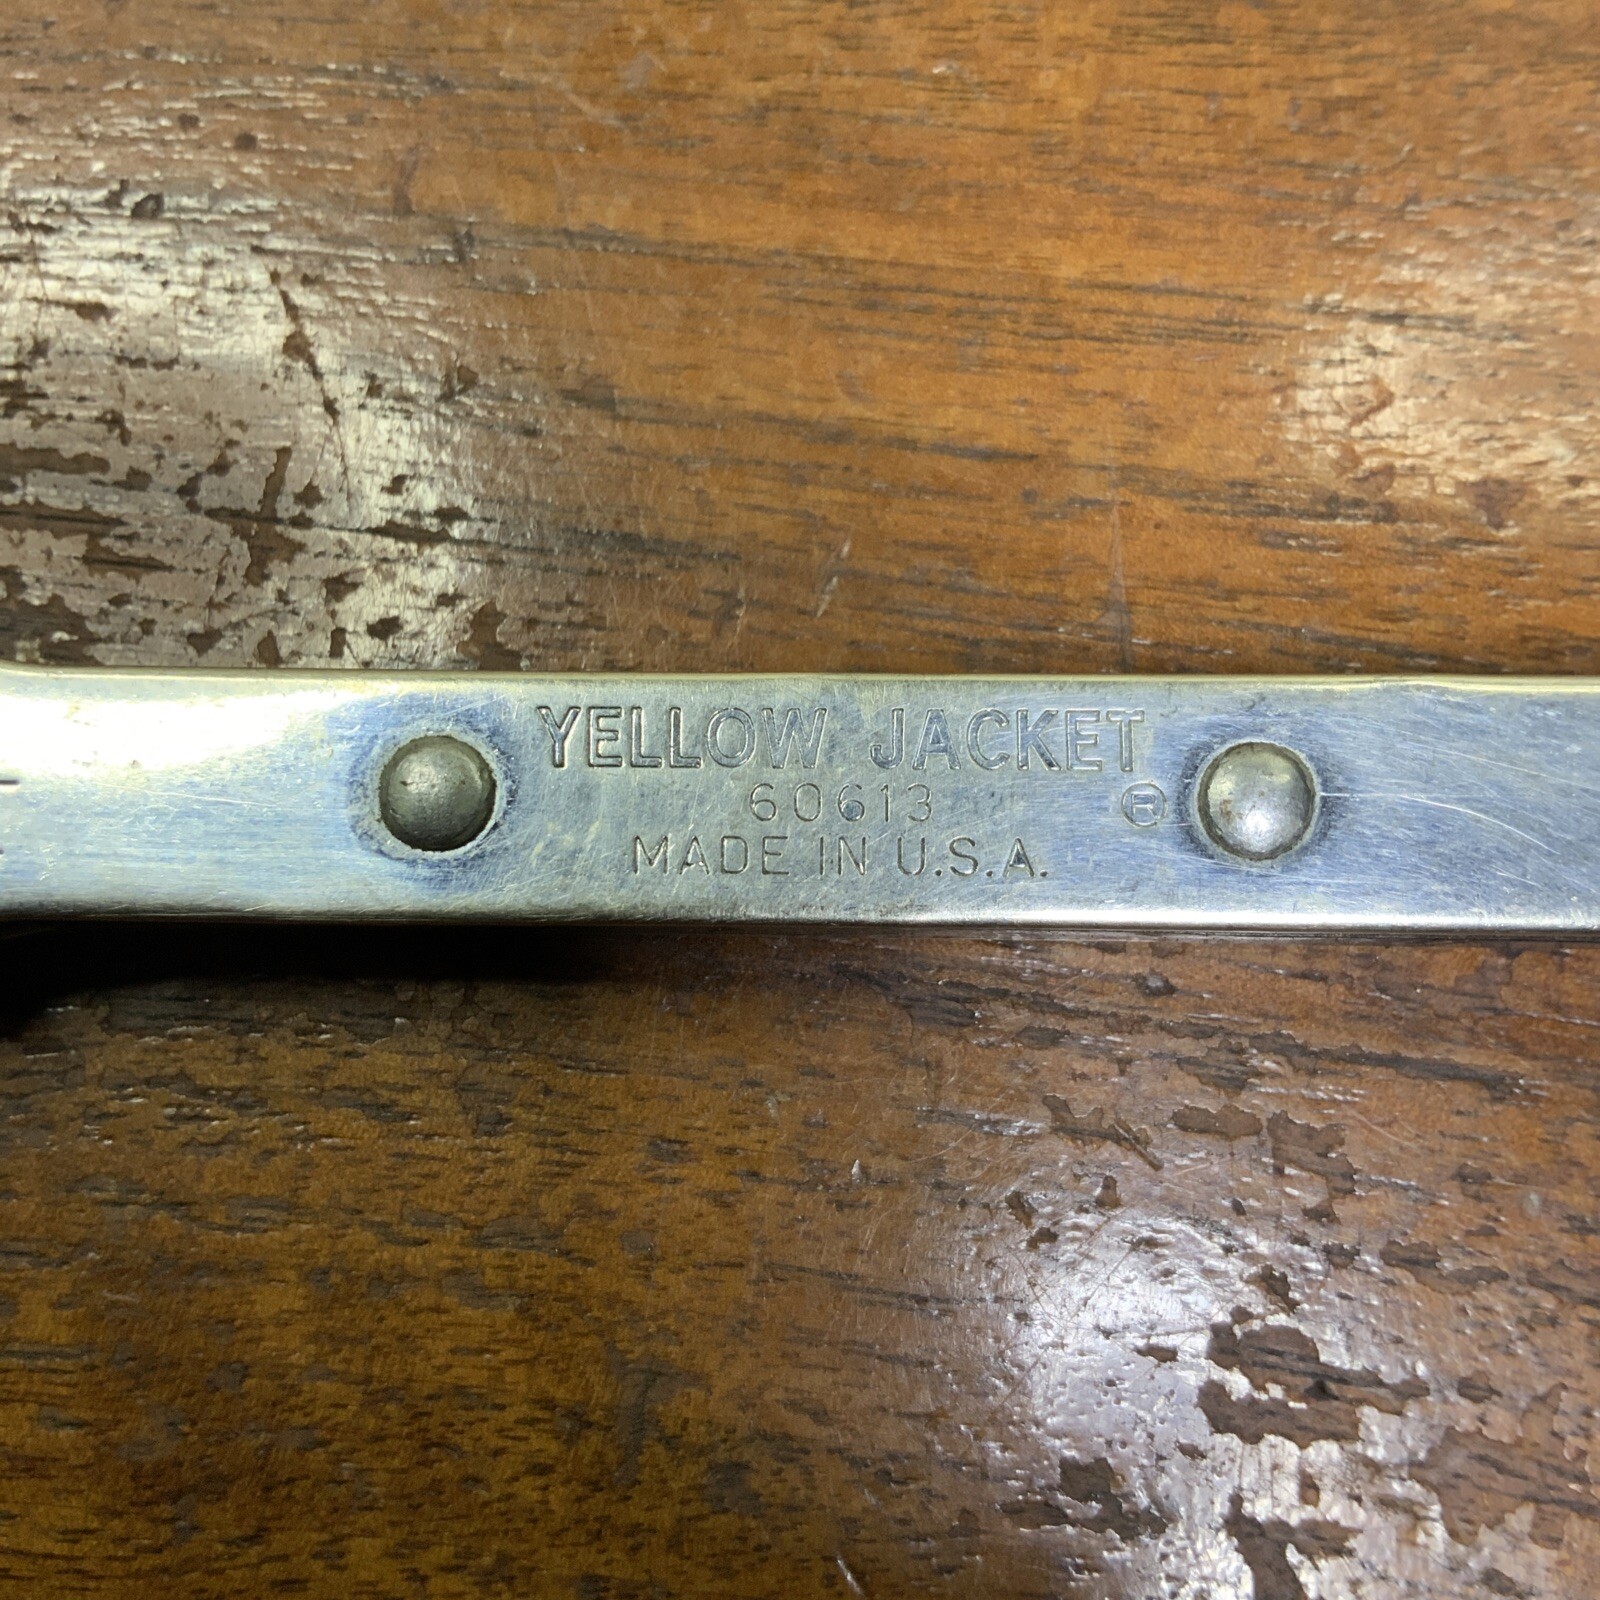 YELLOW JACKET
60613 ®
MADE IN U.S.A.